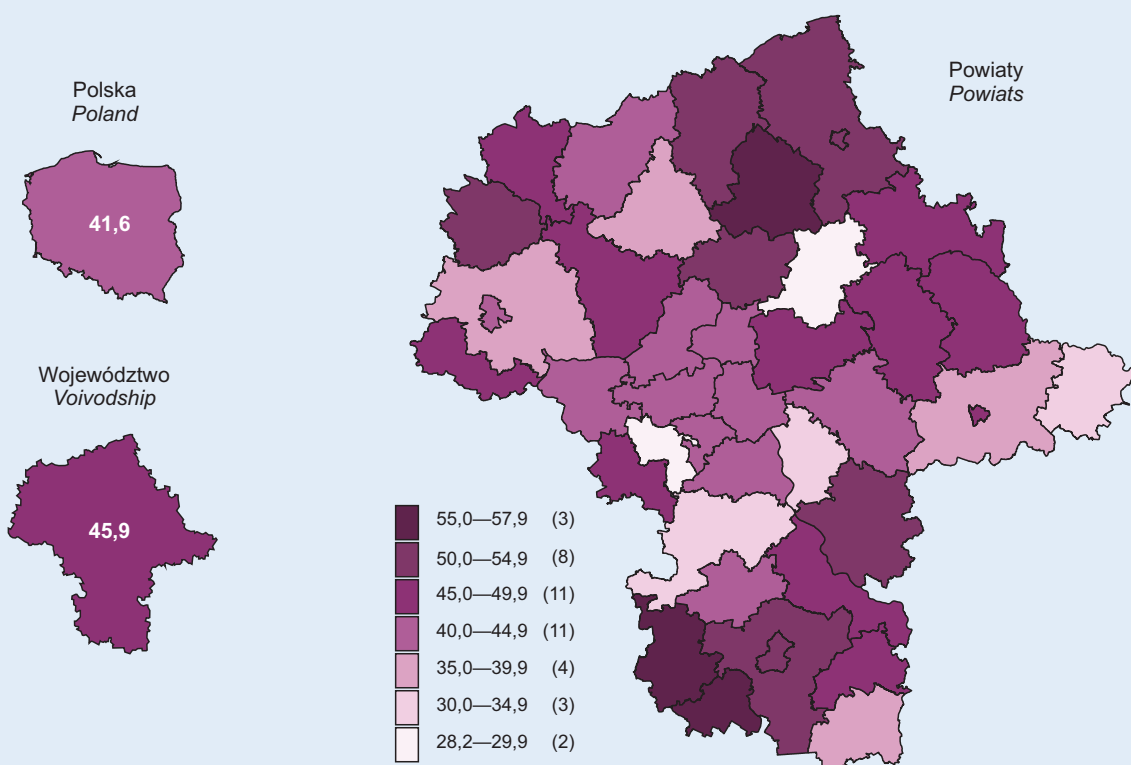 Polska
Poland
41,6
Województwo
Voivodship
45,9
Powiaty
Powiats
55,0—57,9 (3)
50,0—54,9 (8)
45,0—49,9 (11)
40,0—44,9 (11)
35,0—39,9 (4)
30,0—34,9 (3)
28,2—29,9 (2)